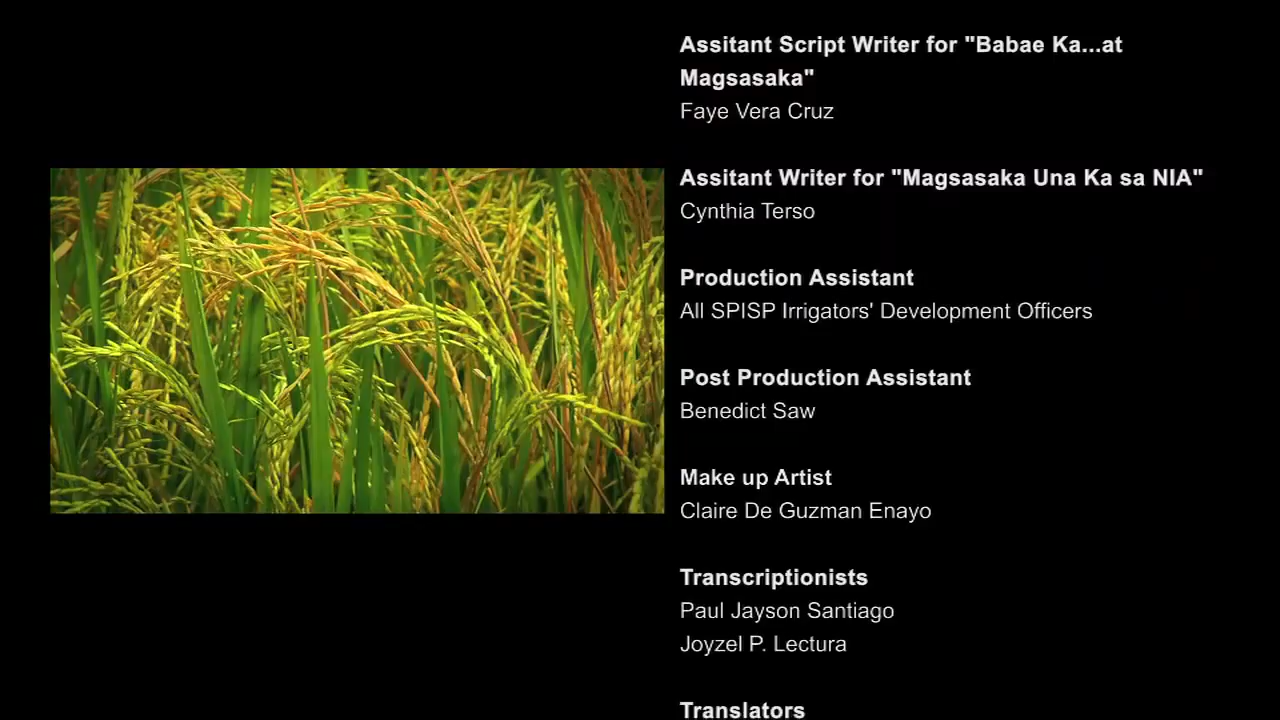 Assitant Script Writer for "Babae Ka...at
Magsasaka"
Faye Vera Cruz
Assitant Writer for "Magsasaka Una Ka sa NIA"
Cynthia Terso
Production Assistant
All SPISP Irrigators' Development Officers
Post Production Assistant
Benedict Saw
Make up Artist
Claire De Guzman Enayo
Transcriptionists
Paul Jayson Santiago
Joyzel P. Lectura
Translators